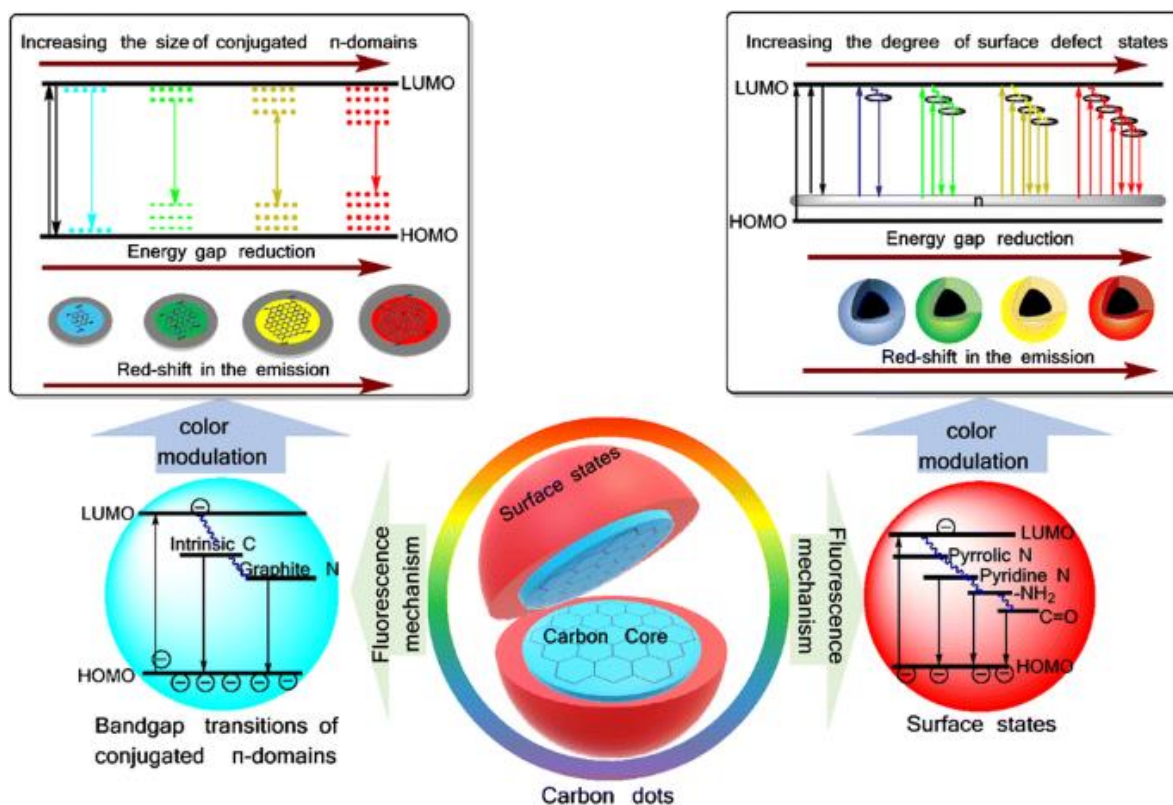 Increasing the size of conjugated n-domains
LUMO
HOMO
Energy gap reduction
Red-shift in the emission
Increasing the degree of surface defect states
LUMO
n
HOMO
Energy gap reduction
Red-shift in the emission
color
modulation
color
modulation
LUMO
Intrinsic C
Graphite N
HOMO
Bandgap transitions of
conjugated n-domains
Fluorescence
mechanism
Surface states
Carbon Core
Carbon dots
Fluorescence
mechanism
LUMO
Pyrrolic N
Pyridine N
-NH₂
C=O
HOMO
Surface states